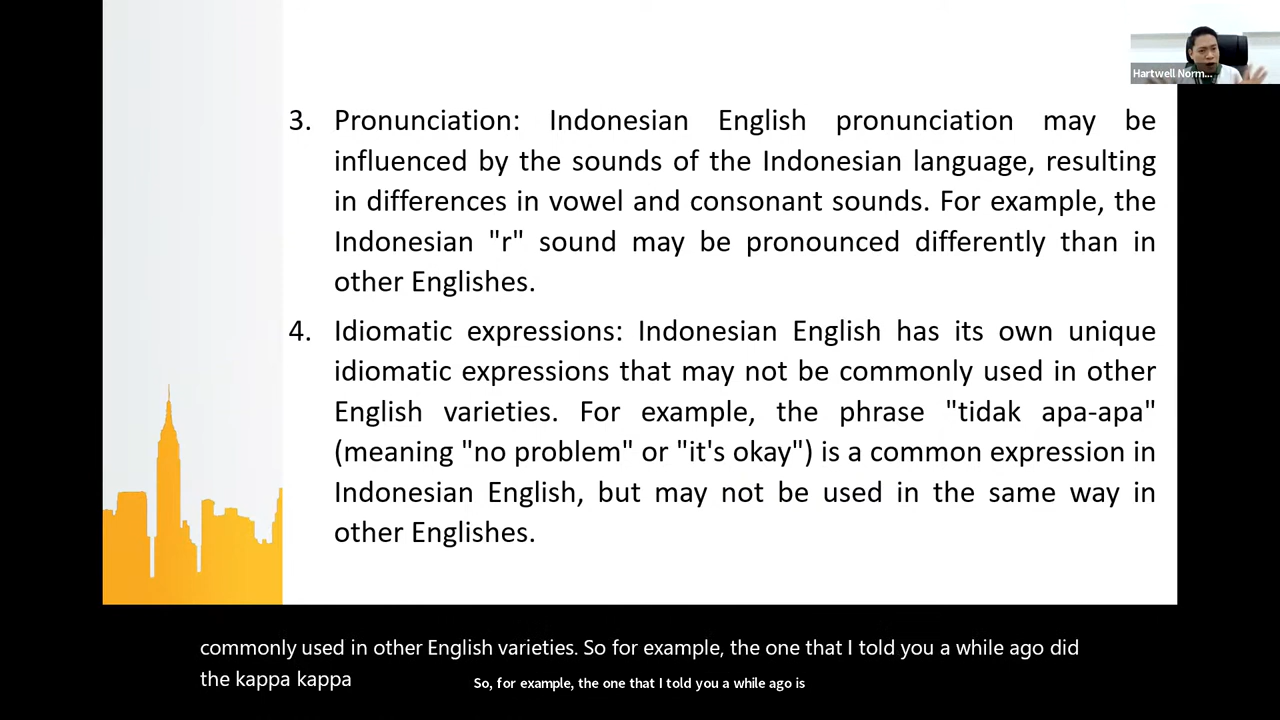 Hartwell Norm...
3. Pronunciation: Indonesian English pronunciation may be
influenced by the sounds of the Indonesian language, resulting
in differences in vowel and consonant sounds. For example, the
Indonesian "r" sound may be pronounced differently than in
other Englishes.
4. Idiomatic expressions: Indonesian English has its own unique
idiomatic expressions that may not be commonly used in other
English varieties. For example, the phrase "tidak apa-apa"
(meaning "no problem" or "it's okay") is a common expression in
Indonesian English, but may not be used in the same way in
other Englishes.
commonly used in other English varieties. So for example, the one that I told you a while ago did
the kappa kappa
So, for example, the one that I told you a while ago is